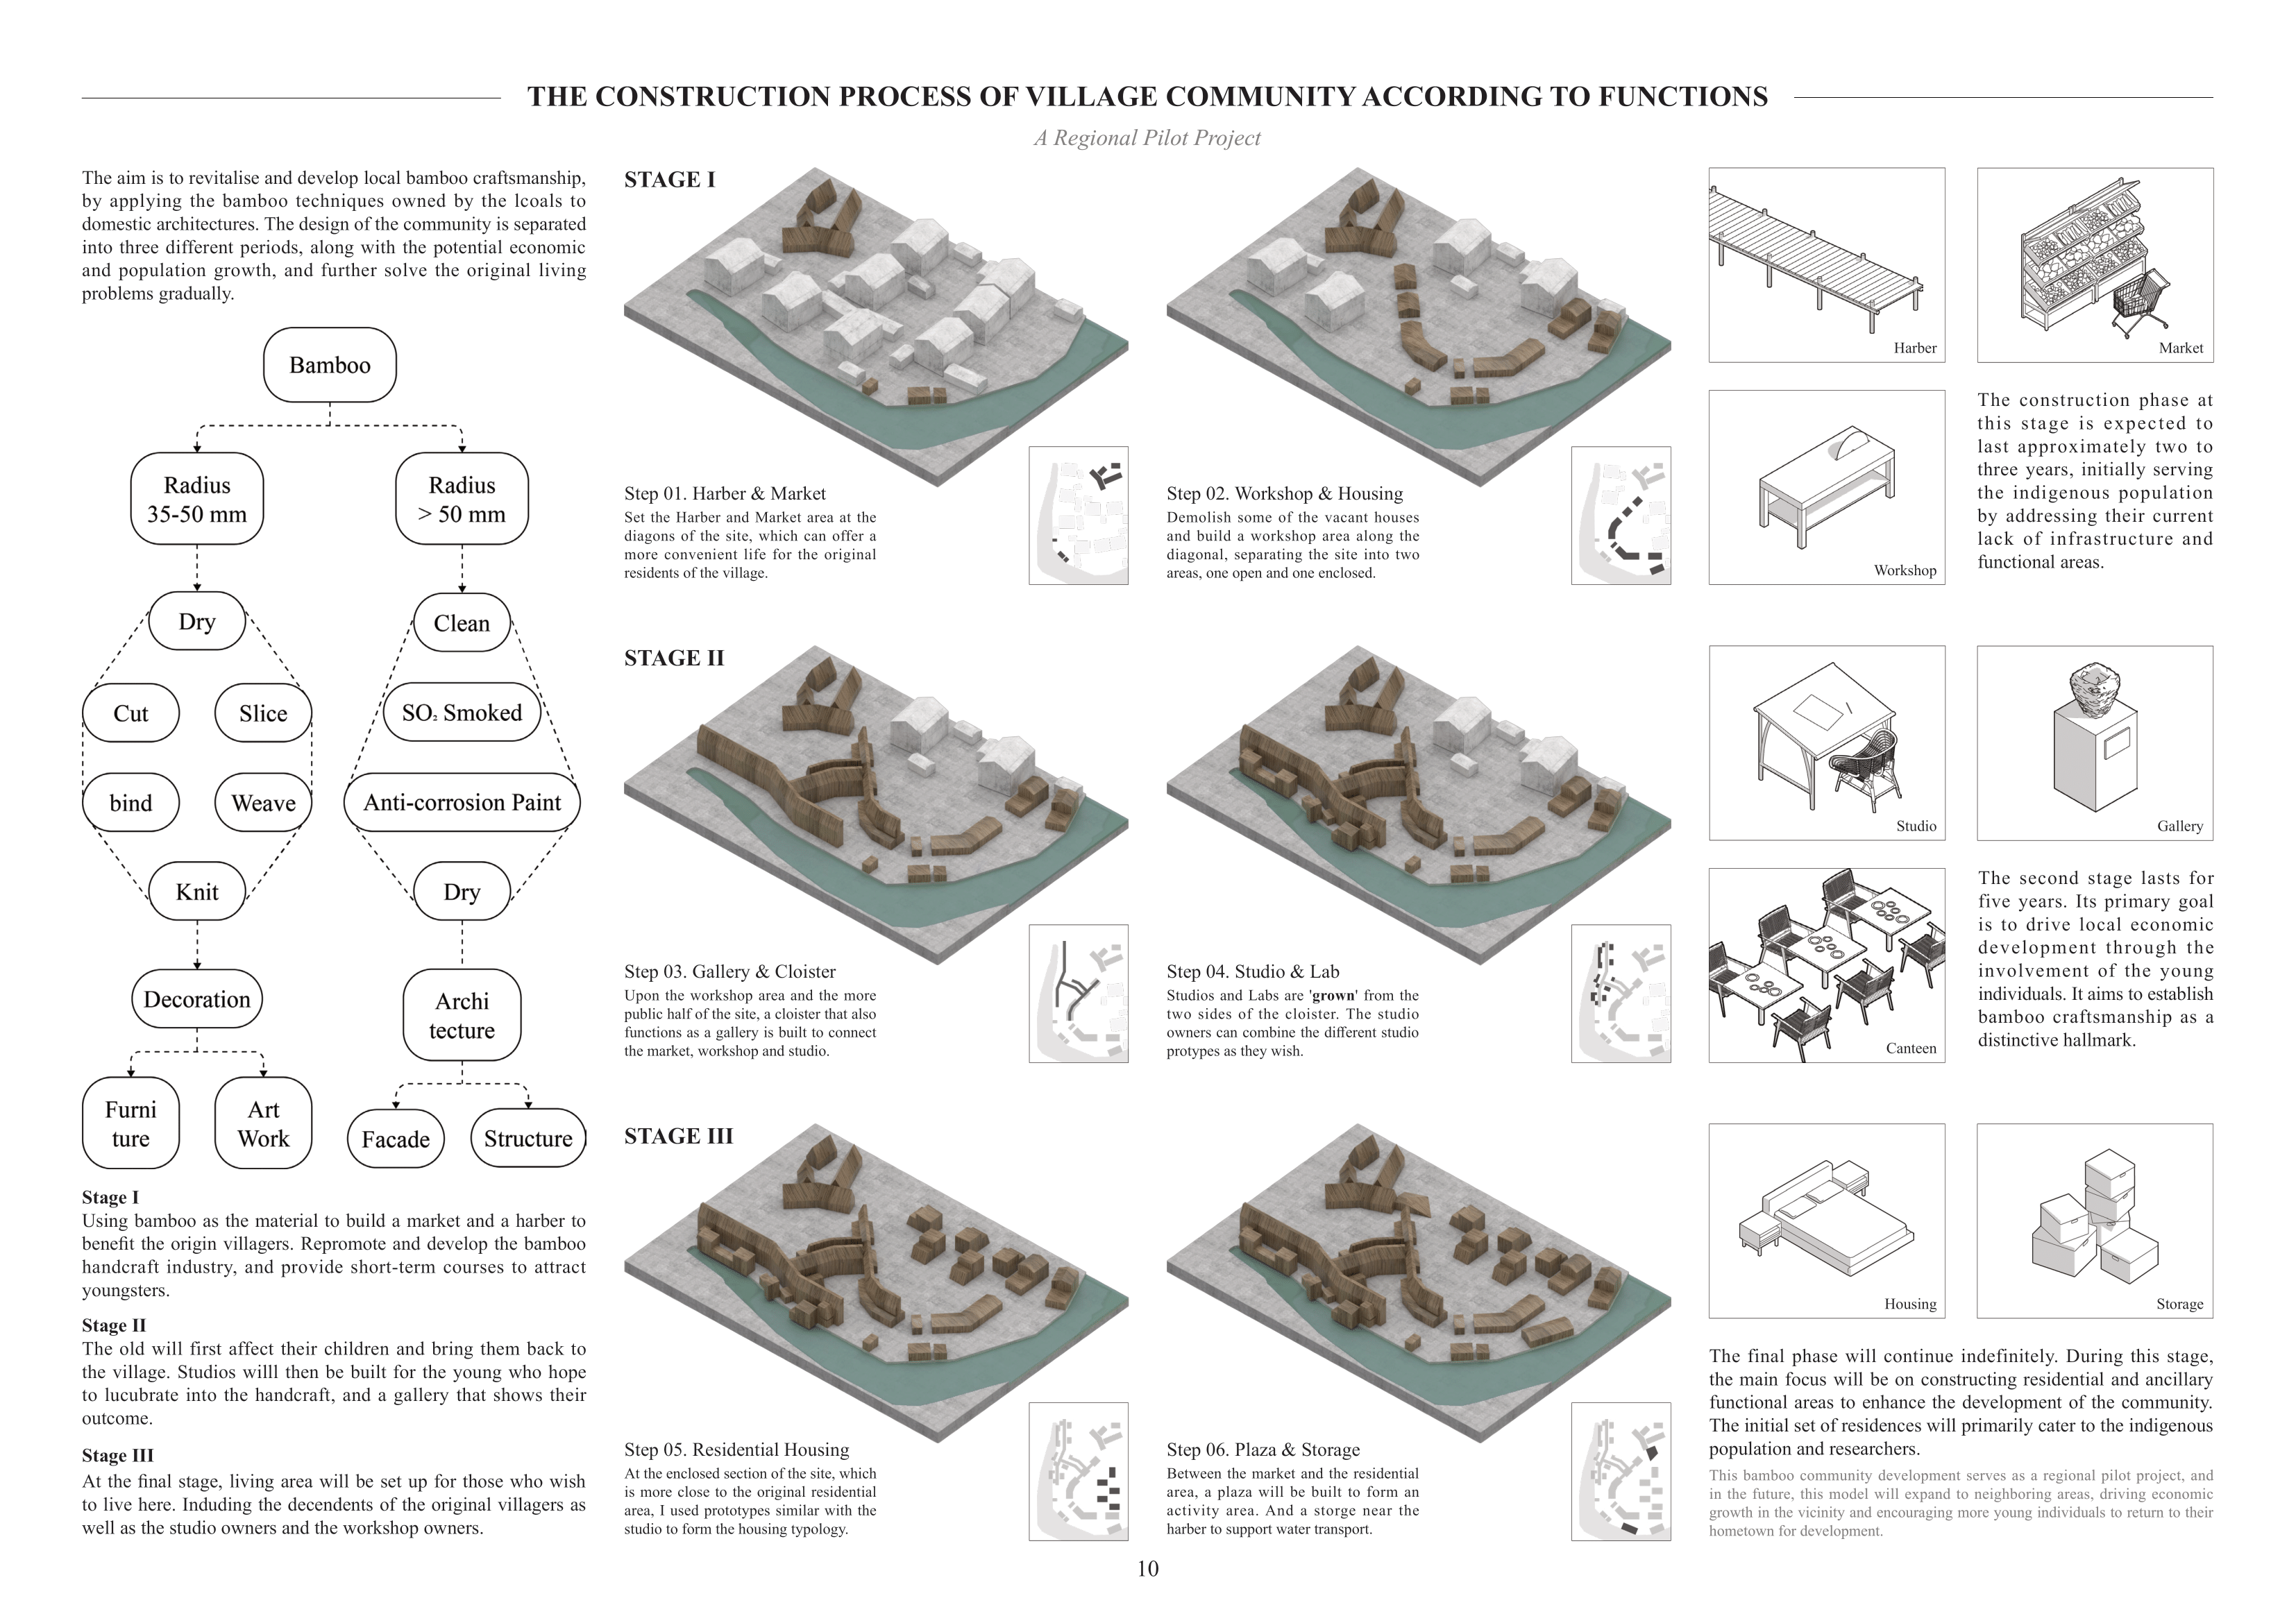 THE CONSTRUCTION PROCESS OF VILLAGE COMMUNITY ACCORDING TO FUNCTIONS
A Regional Pilot Project
The aim is to revitalise and develop local bamboo craftsmanship,
by applying the bamboo techniques owned by the lcoals to
domestic architectures. The design of the community is separated
into three different periods, along with the potential economic
and population growth, and further solve the original living
problems gradually.
Bamboo
Radius
35-50 mm
Radius
> 50 mm
Dry
Clean
Cut
Slice
SO₂ Smoked
bind
Weave
Anti-corrosion Paint
Knit
Dry
Decoration
Archi
tecture
Furni
ture
Art
Work
Facade
Structure
Stage I
Using bamboo as the material to build a market and a harber to
benefit the origin villagers. Repromote and develop the bamboo
handcraft industry, and provide short-term courses to attract
youngsters.
Stage II
The old will first affect their children and bring them back to
the village. Studios willl then be built for the young who hope
to lucubrate into the handcraft, and a gallery that shows their
outcome.
Stage III
At the final stage, living area will be set up for those who wish
to live here. Induding the decendents of the original villagers as
well as the studio owners and the workshop owners.
STAGE I
Step 01. Harber & Market
Set the Harber and Market area at the
diagons of the site, which can offer a
more convenient life for the original
residents of the village.
Step 02. Workshop & Housing
Demolish some of the vacant houses
and build a workshop area along the
diagonal, separating the site into two
areas, one open and one enclosed.
Harber
Market
Workshop
The construction phase at
this stage is expected to
last approximately two to
three years, initially serving
the indigenous population
by addressing their current
lack of infrastructure and
functional areas.
STAGE II
Step 03. Gallery & Cloister
Upon the workshop area and the more
public half of the site, a cloister that also
functions as a gallery is built to connect
the market, workshop and studio.
Step 04. Studio & Lab
Studios and Labs are 'grown' from the
two sides of the cloister. The studio
owners can combine the different studio
protypes as they wish.
Studio
Gallery
Canteen
The second stage lasts for
five years. Its primary goal
is to drive local economic
development through the
involvement of the young
individuals. It aims to establish
bamboo craftsmanship as a
distinctive hallmark.
STAGE III
Step 05. Residential Housing
At the enclosed section of the site, which
is more close to the original residential
area, I used prototypes similar with the
studio to form the housing typology.
Step 06. Plaza & Storage
Between the market and the residential
area, a plaza will be built to form an
activity area. And a storge near the
harber to support water transport.
Housing
Storage
The final phase will continue indefinitely. During this stage,
the main focus will be on constructing residential and ancillary
functional areas to enhance the development of the community.
The initial set of residences will primarily cater to the indigenous
population and researchers.
This bamboo community development serves as a regional pilot project, and
in the future, this model will expand to neighboring areas, driving economic
growth in the vicinity and encouraging more young individuals to return to their
hometown for development.
10